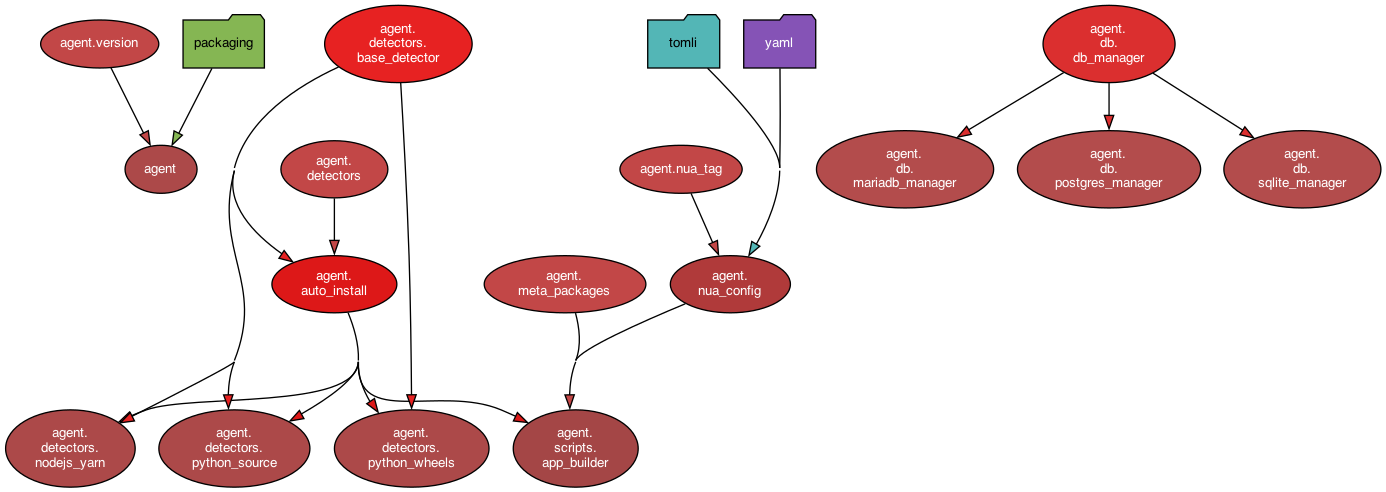 agent.version
packaging
agent.
detectors.
base_detector
tomli
yaml
agent.
db.
db_manager
agent
agent.
detectors
agent.nua_tag
agent.
db.
mariadb_manager
agent.
db.
postgres_manager
agent.
db.
sqlite_manager
agent.
auto_install
agent.
meta_packages
agent.
nua_config
agent.
detectors.
nodejs_yarn
agent.
detectors.
python_source
agent.
detectors.
python_wheels
agent.
scripts.
app_builder